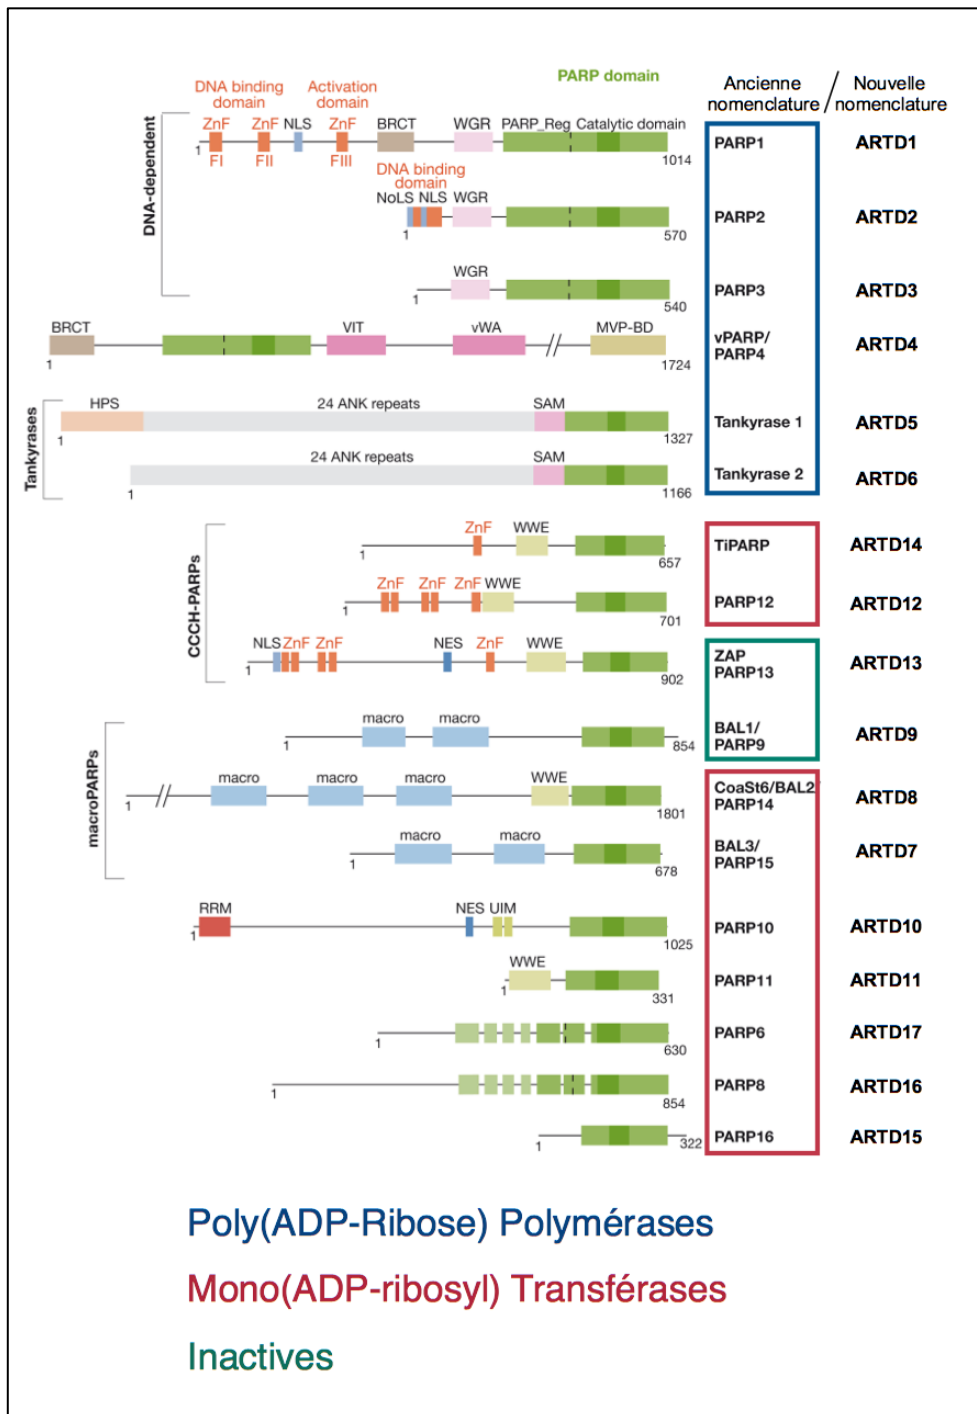 PARP domain
Ancienne nomenclature / Nouvelle nomenclature
DNA binding domain
Activation domain
DNA-dependent
ZnF ZnF NLS ZnF BRCT WGR PARP_Reg Catalytic domain
1 FI FII FIII 1014
PARP1 ARTD1
DNA binding domain
NoLS NLS WGR
1 570
PARP2 ARTD2
WGR
1 540
PARP3 ARTD3
BRCT VIT vWA MVP-BD
1 1724
vPARP/
PARP4 ARTD4
Tankyrases
HPS 24 ANK repeats SAM
1 1327
Tankyrase 1 ARTD5
24 ANK repeats SAM
1 1166
Tankyrase 2 ARTD6
CCCH-PARPs
ZnF WWE
1 657
TiPARP ARTD14
ZnF ZnF ZnF WWE
1 701
PARP12 ARTD12
NLS ZnF ZnF NES ZnF WWE
1 902
ZAP
PARP13 ARTD13
macroPARPs
macro macro
1 854
BAL1/
PARP9 ARTD9
macro macro macro WWE
1 1801
CoaSt6/BAL2/
PARP14 ARTD8
macro macro
1 678
BAL3/
PARP15 ARTD7
RRM NES UIM
1 1025
PARP10 ARTD10
WWE
1 331
PARP11 ARTD11
1 630
PARP6 ARTD17
1 854
PARP8 ARTD16
1 322
PARP16 ARTD15
Poly(ADP-Ribose) Polymérases
Mono(ADP-ribosyl) Transférases
Inactives